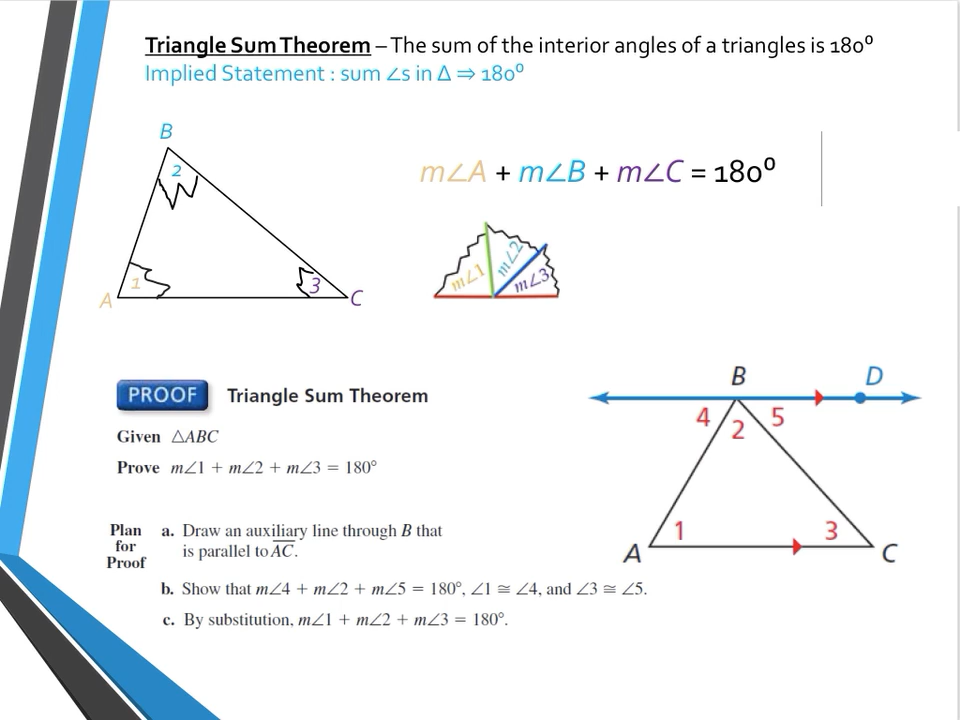 Triangle Sum Theorem – The sum of the interior angles of a triangles is 180⁰
Implied Statement : sum ∠s in Δ ⇒ 180⁰
B
2
1
3
A
C
m∠A + m∠B + m∠C = 180⁰
m∠1
m∠2
m∠3
PROOF Triangle Sum Theorem
Given △ABC
Prove m∠1 + m∠2 + m∠3 = 180°
Plan for Proof
a. Draw an auxiliary line through B that
is parallel to A̅C̅.
b. Show that m∠4 + m∠2 + m∠5 = 180°, ∠1 ≅ ∠4, and ∠3 ≅ ∠5.
c. By substitution, m∠1 + m∠2 + m∠3 = 180°.
B D
4 2 5
1 3
A C